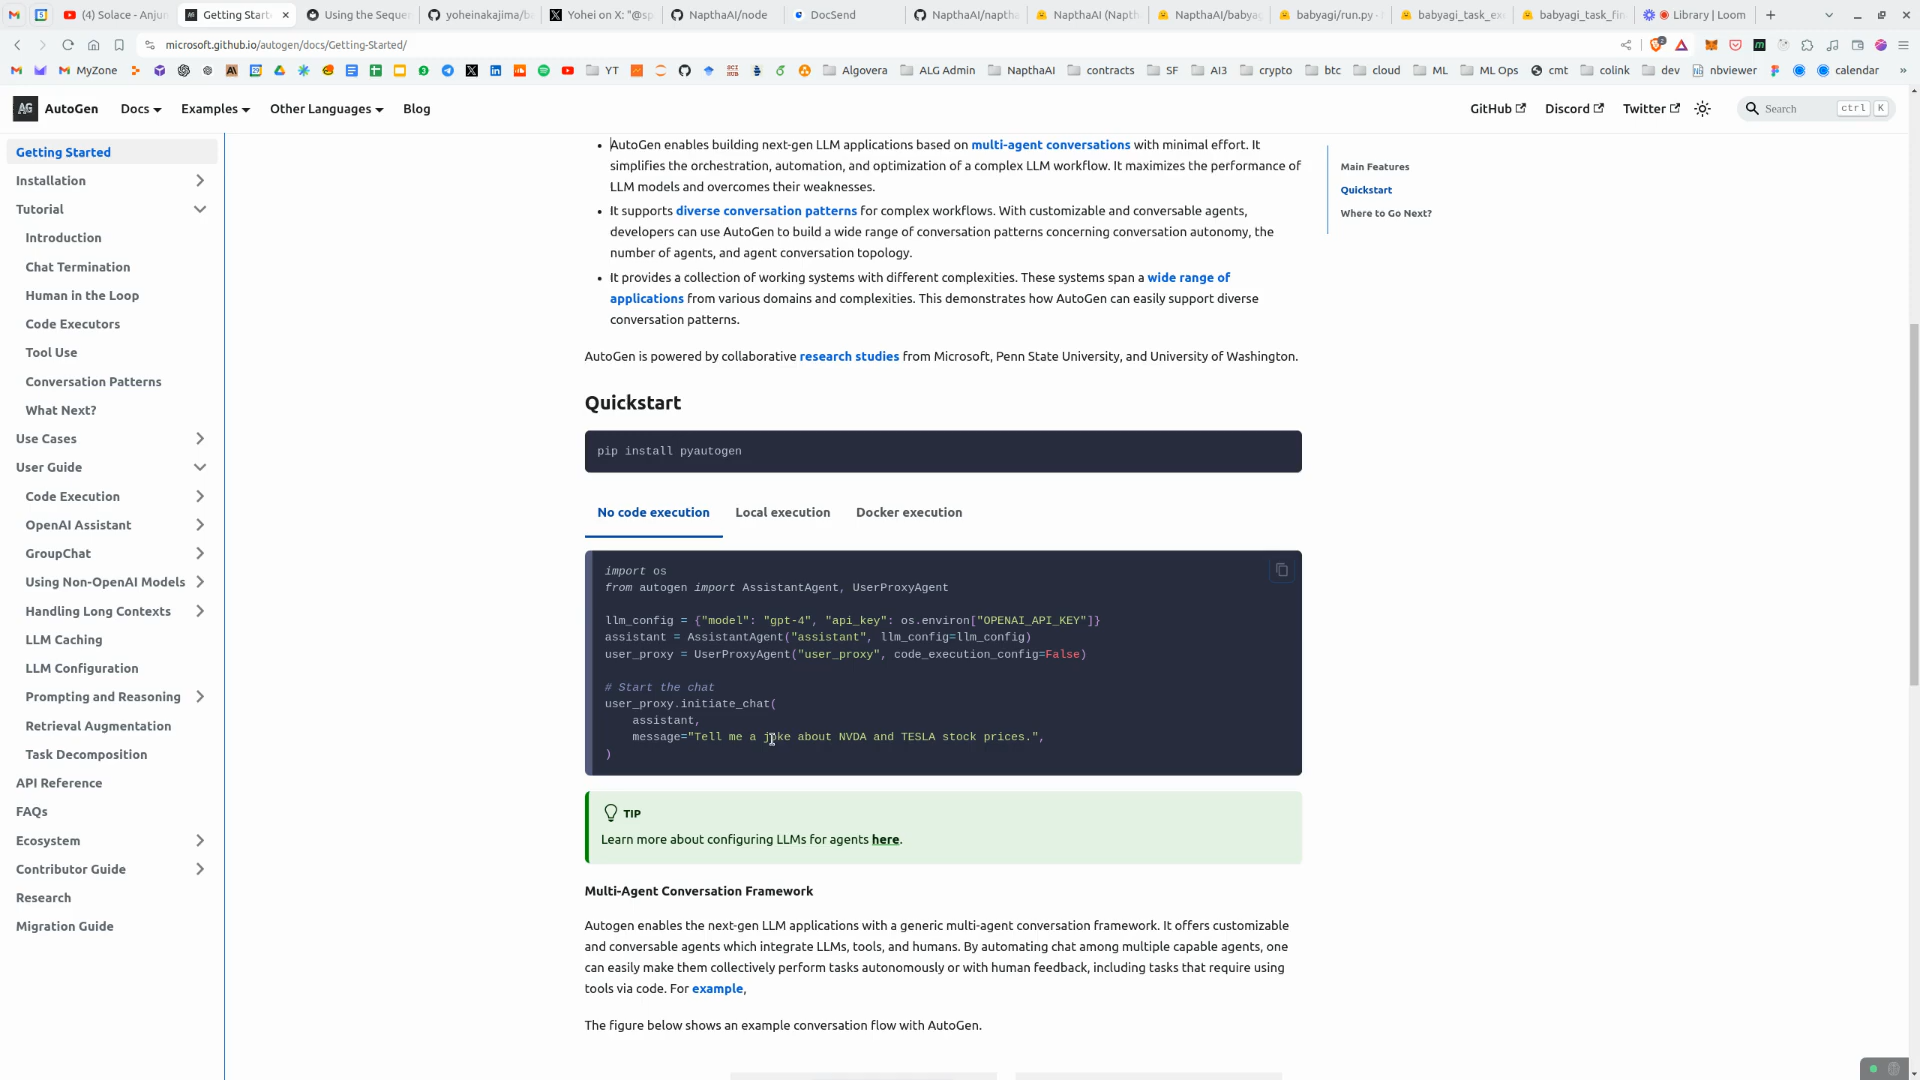 (4) Solace - Anjun
Getting Start
Using the Seque
yoheinakajima/b
Yohei on X: "@sp
NapthaAI/node
DocSend
NapthaAI/naptha
NapthaAI (Napth
NapthaAI/babyag
babyagi/run.py ·
babyagi_task_exe
babyagi_task_fin
Library | Loom
microsoft.github.io/autogen/docs/Getting-Started/
MyZone
YT
Algovera
ALG Admin
NapthaAI
contracts
SF
AI3
crypto
btc
cloud
ML
ML Ops
cmt
colink
dev
nbviewer
calendar
AutoGen
Docs
Examples
Other Languages
Blog
GitHub
Discord
Twitter
Search
ctrl K
Getting Started
Installation
Tutorial
Introduction
Chat Termination
Human in the Loop
Code Executors
Tool Use
Conversation Patterns
What Next?
Use Cases
User Guide
Code Execution
OpenAI Assistant
GroupChat
Using Non-OpenAI Models
Handling Long Contexts
LLM Caching
LLM Configuration
Prompting and Reasoning
Retrieval Augmentation
Task Decomposition
API Reference
FAQs
Ecosystem
Contributor Guide
Research
Migration Guide
• AutoGen enables building next-gen LLM applications based on multi-agent conversations with minimal effort. It
simplifies the orchestration, automation, and optimization of a complex LLM workflow. It maximizes the performance of
LLM models and overcomes their weaknesses.
• It supports diverse conversation patterns for complex workflows. With customizable and conversable agents,
developers can use AutoGen to build a wide range of conversation patterns concerning conversation autonomy, the
number of agents, and agent conversation topology.
• It provides a collection of working systems with different complexities. These systems span a wide range of
applications from various domains and complexities. This demonstrates how AutoGen can easily support diverse
conversation patterns.
AutoGen is powered by collaborative research studies from Microsoft, Penn State University, and University of Washington.
Quickstart
pip install pyautogen
No code execution
Local execution
Docker execution
import os
from autogen import AssistantAgent, UserProxyAgent
llm_config = {"model": "gpt-4", "api_key": os.environ["OPENAI_API_KEY"]}
assistant = AssistantAgent("assistant", llm_config=llm_config)
user_proxy = UserProxyAgent("user_proxy", code_execution_config=False)
# Start the chat
user_proxy.initiate_chat(
assistant,
message="Tell me a joke about NVDA and TESLA stock prices.",
)
TIP
Learn more about configuring LLMs for agents here.
Multi-Agent Conversation Framework
Autogen enables the next-gen LLM applications with a generic multi-agent conversation framework. It offers customizable
and conversable agents which integrate LLMs, tools, and humans. By automating chat among multiple capable agents, one
can easily make them collectively perform tasks autonomously or with human feedback, including tasks that require using
tools via code. For example,
The figure below shows an example conversation flow with AutoGen.
Main Features
Quickstart
Where to Go Next?